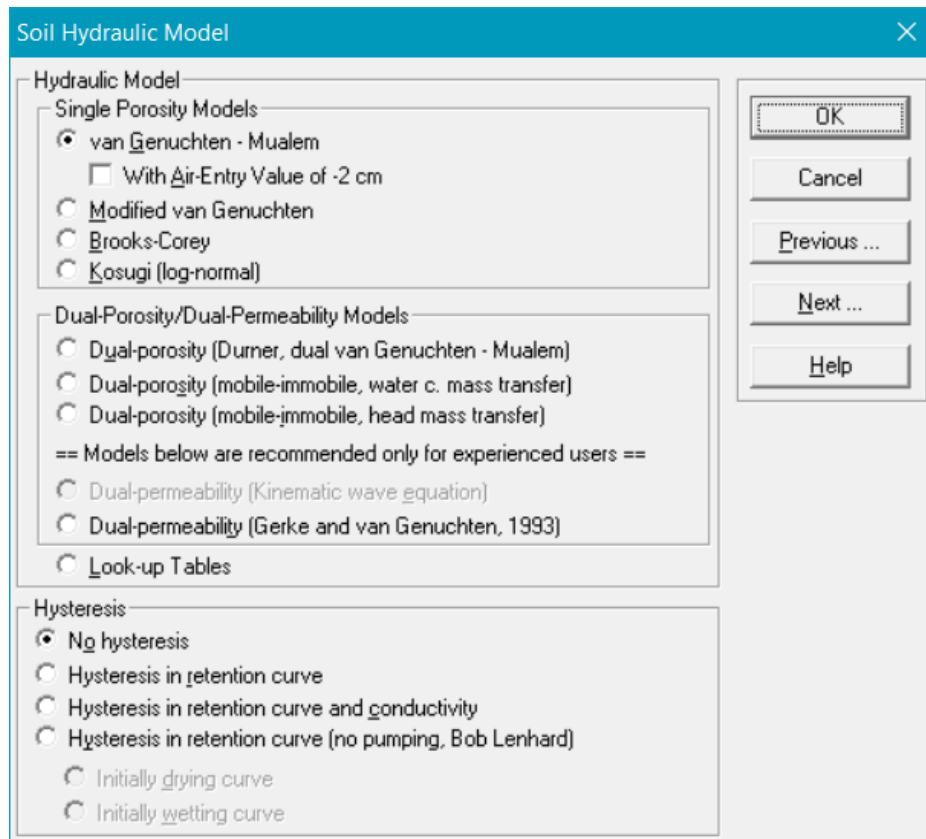 Soil Hydraulic Model
Hydraulic Model
Single Porosity Models
van Genuchten - Mualem
With Air-Entry Value of -2 cm
Modified van Genuchten
Brooks-Corey
Kosugi (log-normal)
Dual-Porosity/Dual-Permeability Models
Dual-porosity (Durner, dual van Genuchten - Mualem)
Dual-porosity (mobile-immobile, water c. mass transfer)
Dual-porosity (mobile-immobile, head mass transfer)
== Models below are recommended only for experienced users ==
Dual-permeability (Kinematic wave equation)
Dual-permeability (Gerke and van Genuchten, 1993)
Look-up Tables
Hysteresis
No hysteresis
Hysteresis in retention curve
Hysteresis in retention curve and conductivity
Hysteresis in retention curve (no pumping, Bob Lenhard)
Initially drying curve
Initially wetting curve
OK
Cancel
Previous ...
Next ...
Help